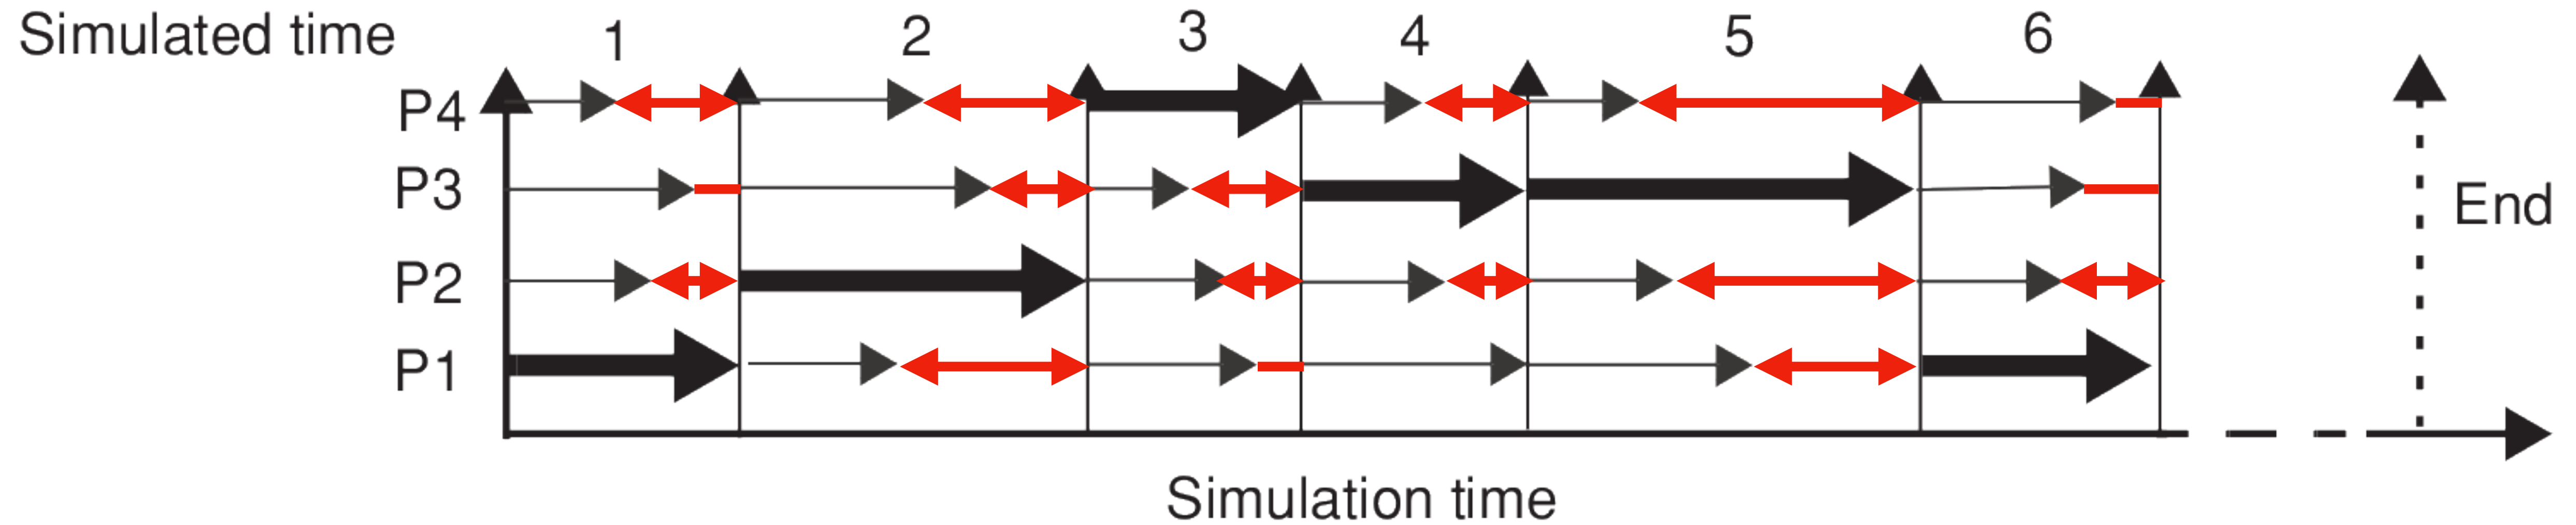 Simulated time 1 2 3 4 5 6
P4
P3
End
P2
P1
Simulation time